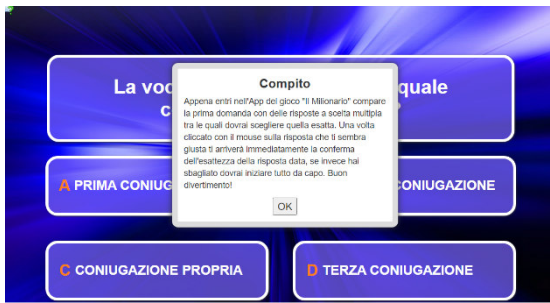 La voc quale
c
Compito
Appena entri nell'App del gioco "Il Milionario" compare
la prima domanda con delle risposte a scelta multipla
tra le quali dovrai scegliere quella esatta. Una volta
cliccato con il mouse sulla risposta che ti sembra
giusta ti arriverà immediatamente la conferma
dell'esattezza della risposta data, se invece hai
sbagliato dovrai iniziare tutto da capo. Buon
divertimento!
OK
A PRIMA CONIUG CONIUGAZIONE
C CONIUGAZIONE PROPRIA
D TERZA CONIUGAZIONE